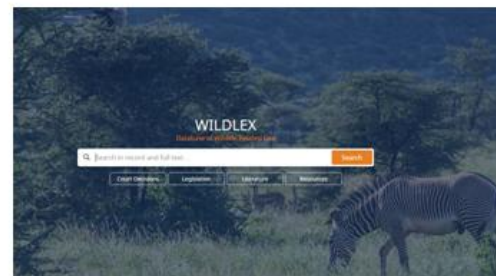 WILDLEX
Database of Wildlife Related Law
Search in record and full text
Search
Court Decisions Legislation Literature Resources